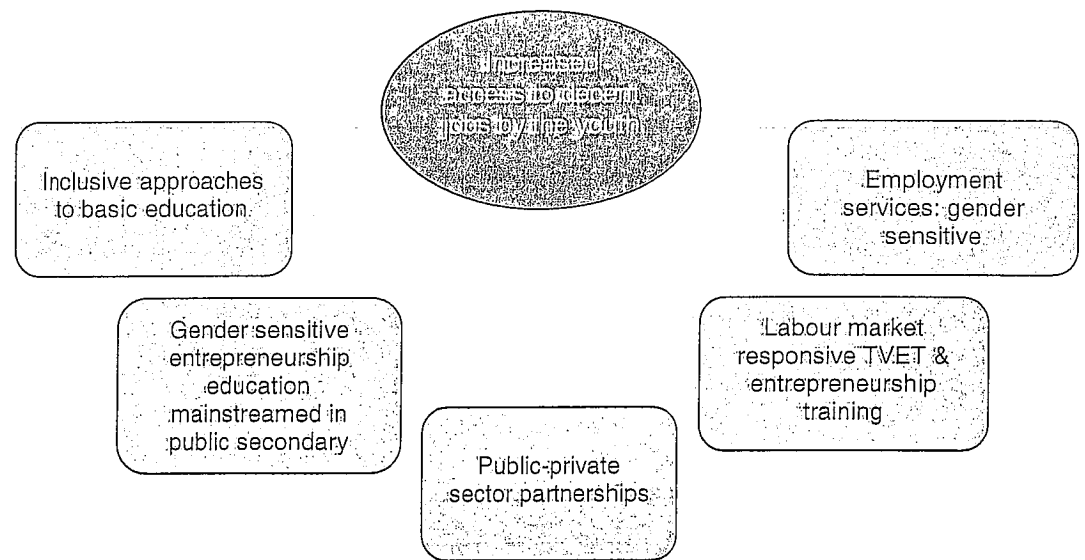 Increased
access to decent
jobs by the youth
Inclusive approaches
to basic education
Employment
services: gender
sensitive
Gender sensitive
entrepreneurship
education
mainstreamed in
public secondary
Labour market
responsive TVET &
entrepreneurship
training
Public-private
sector partnerships